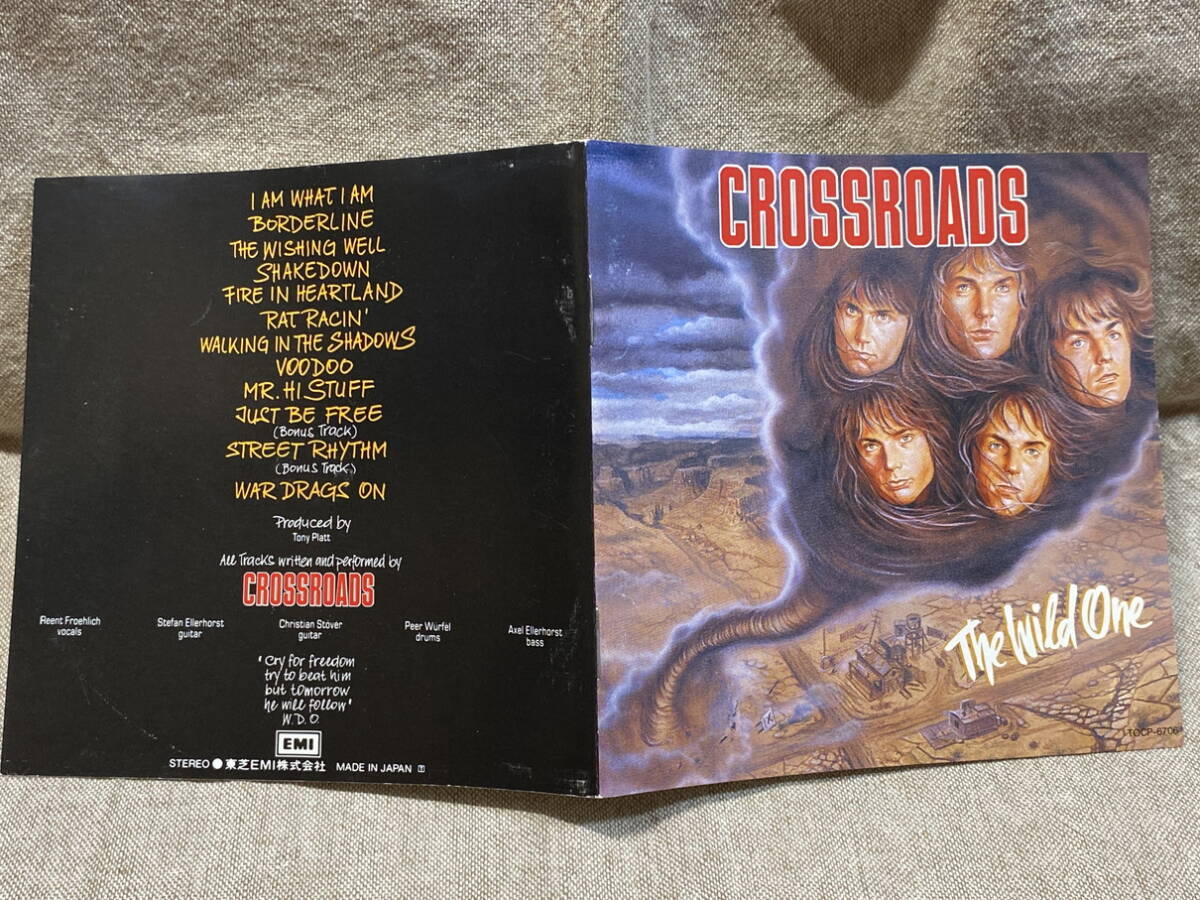 I AM WHAT I AM
BORDERLINE
THE WISHING WELL
SHAKEDOWN
FIRE IN HEARTLAND
RAT RACIN'
WALKING IN THE SHADOWS
VOODOO
MR. HI STUFF
JUST BE FREE
(Bonus Track)
STREET RHYTHM
(Bonus Track)
WAR DRAGS ON
Produced by
Tony Platt
All Tracks written and performed by
CROSSROADS
Reent Froehlich
vocals
Stefan Ellerhorst
guitar
Christian Stöver
guitar
Peer Würfel
drums
Axel Ellerhorst
bass
"Cry for freedom
try to beat him
but tomorrow
he will follow"
W.D.O.
EMI
STEREO ● 東芝EMI株式会社 MADE IN JAPAN
CROSSROADS
The Wild One
TOCP-6706